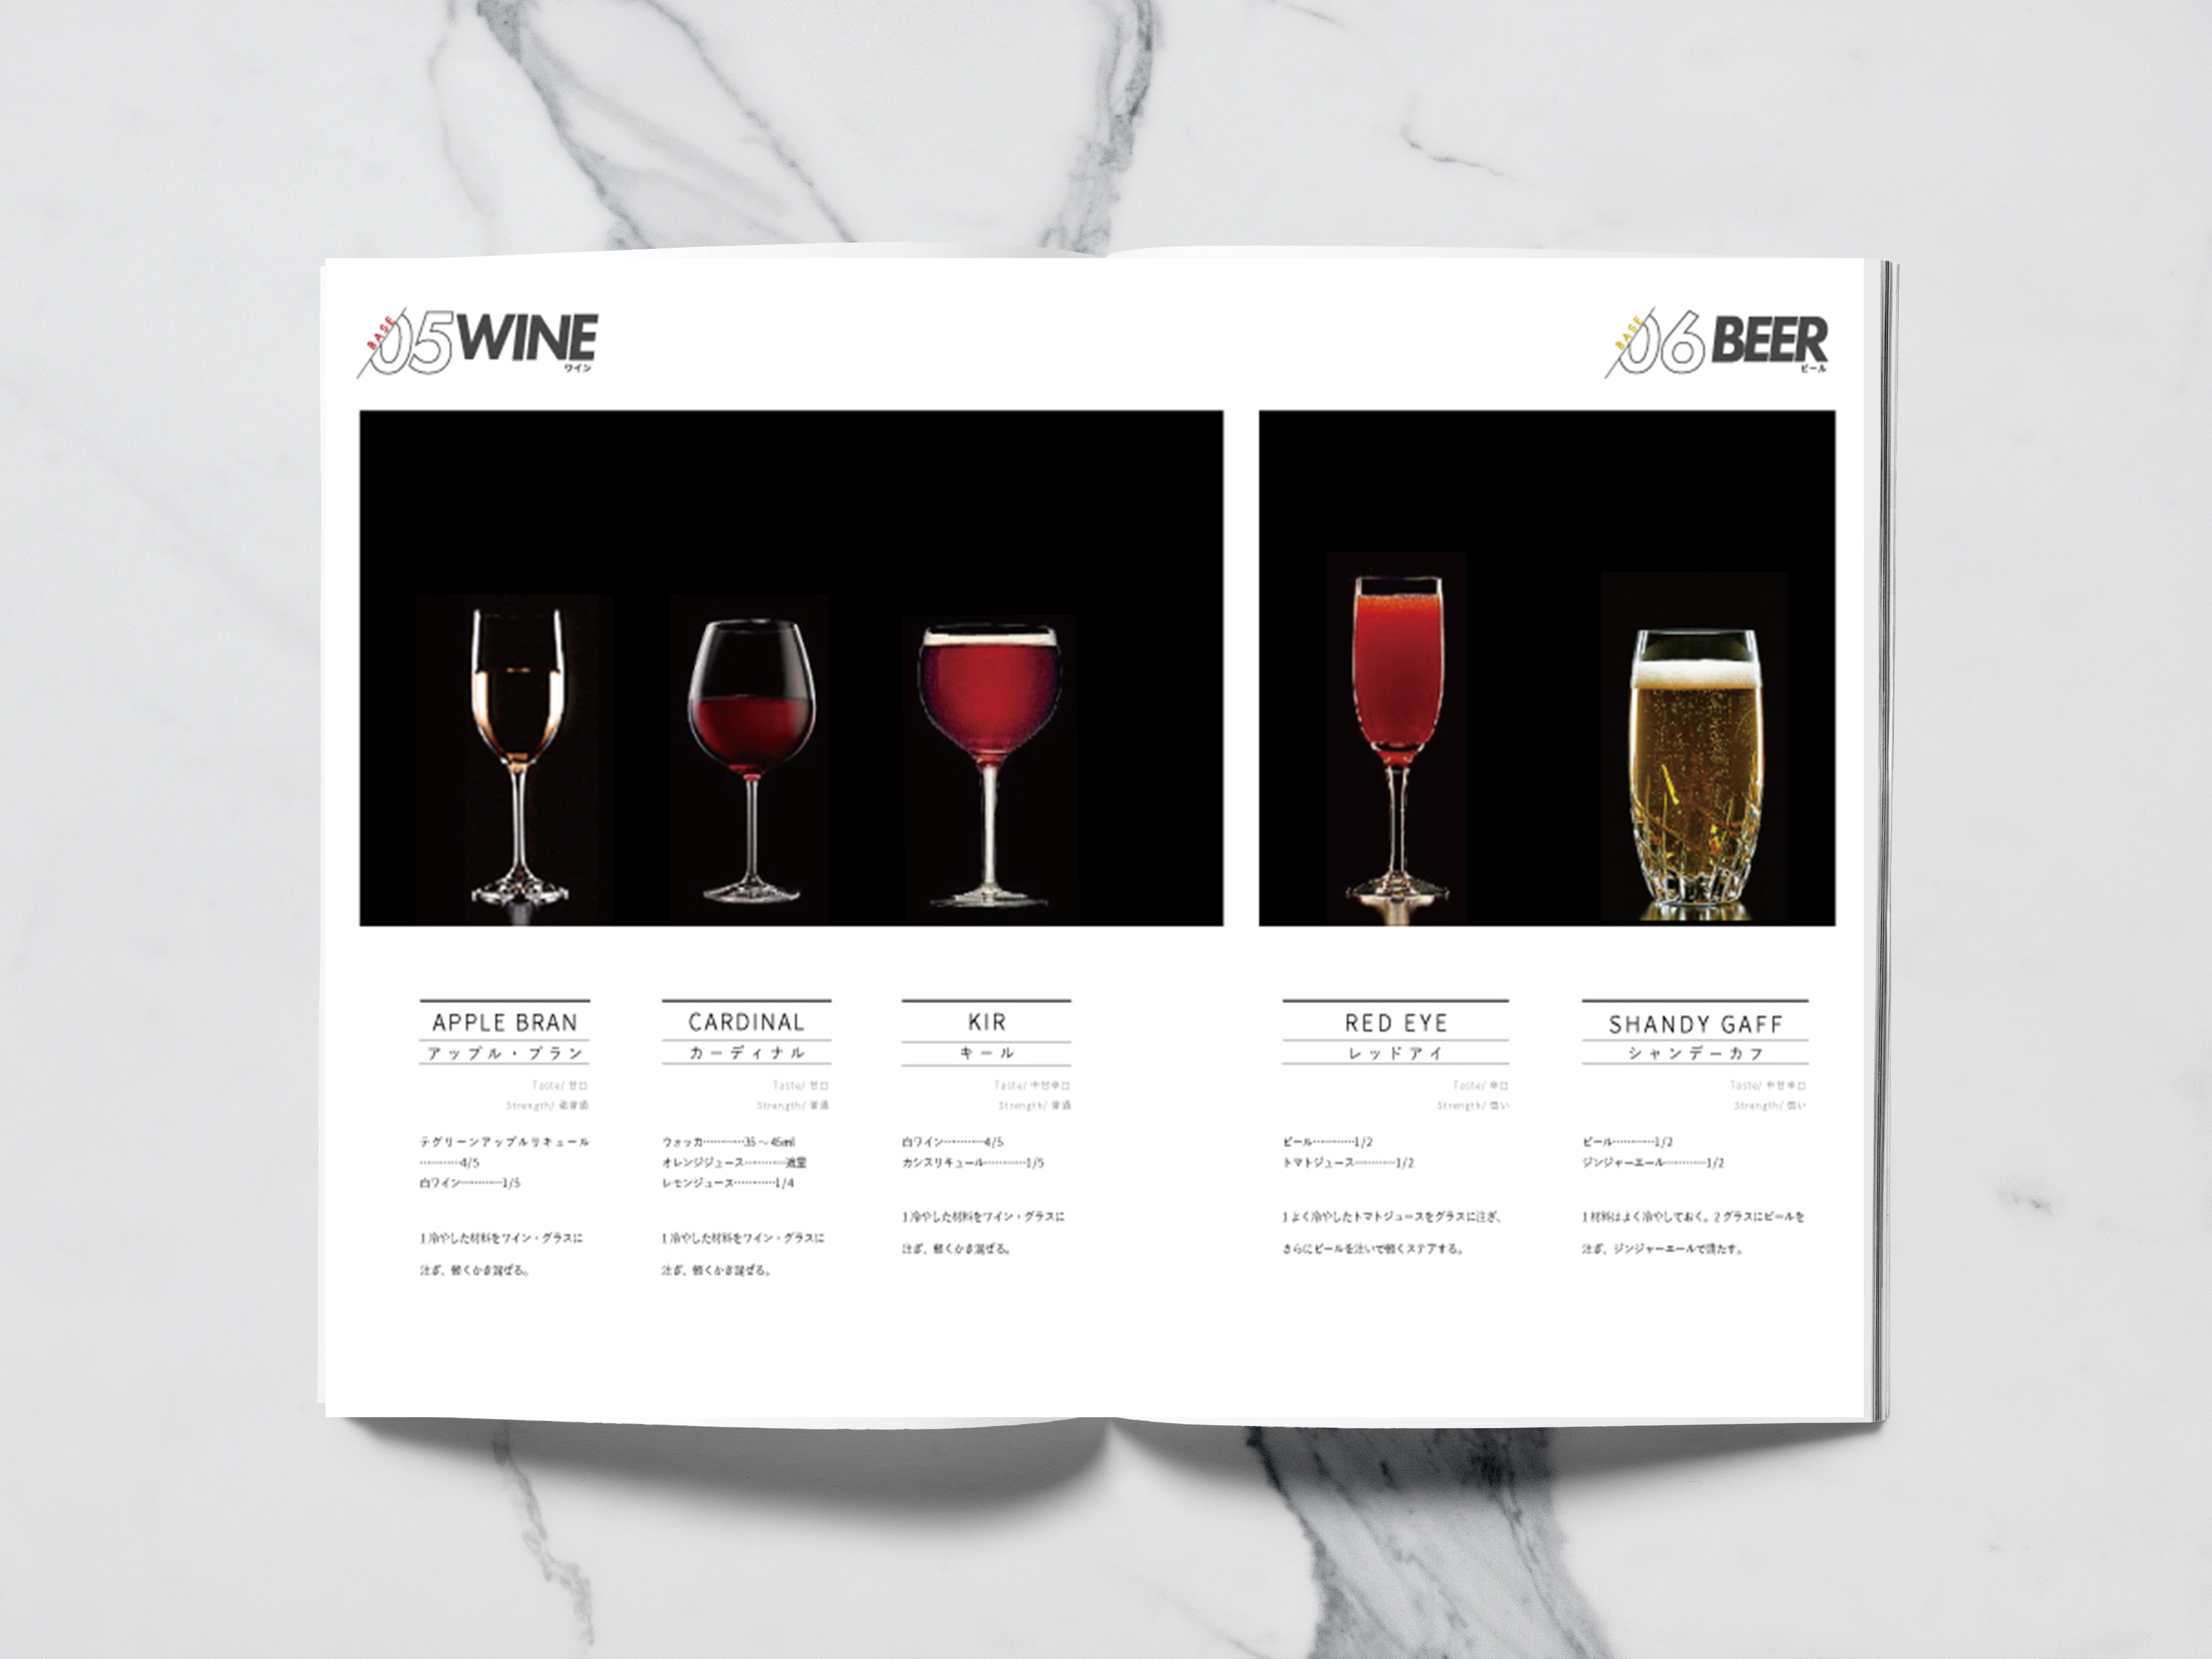 BASE
05 WINE
ワイン
BASE
06 BEER
ビール
APPLE BRAN
アップル・ブラン
Taste/ 甘口
Strength/
テグリーンアップルリキュール
…………4/5
白ワイン…………1/5
1 冷やした材料をワイン・グラスに
注ぎ、軽くかき混ぜる。
CARDINAL
カーディナル
Taste/ 甘口
Strength/ 普通
ウォッカ…………35～45ml
オレンジジュース…………適量
レモンジュース…………1/4
1 冷やした材料をワイン・グラスに
注ぎ、軽くかき混ぜる。
KIR
キール
Taste/ 中甘辛口
Strength/ 普通
白ワイン…………4/5
カシスリキュール…………1/5
1 冷やした材料をワイン・グラスに
注ぎ、軽くかき混ぜる。
RED EYE
レッドアイ
Taste/ 辛口
Strength/ 低い
ビール…………1/2
トマトジュース…………1/2
1 よく冷やしたトマトジュースをグラスに注ぎ、
さらにビールを注いで軽くステアする。
SHANDY GAFF
シャンデーカフ
Taste/ 中甘辛口
Strength/ 低い
ビール…………1/2
ジンジャーエール…………1/2
1 材料はよく冷やしておく。2 グラスにビールを
注ぎ、ジンジャーエールで満たす。